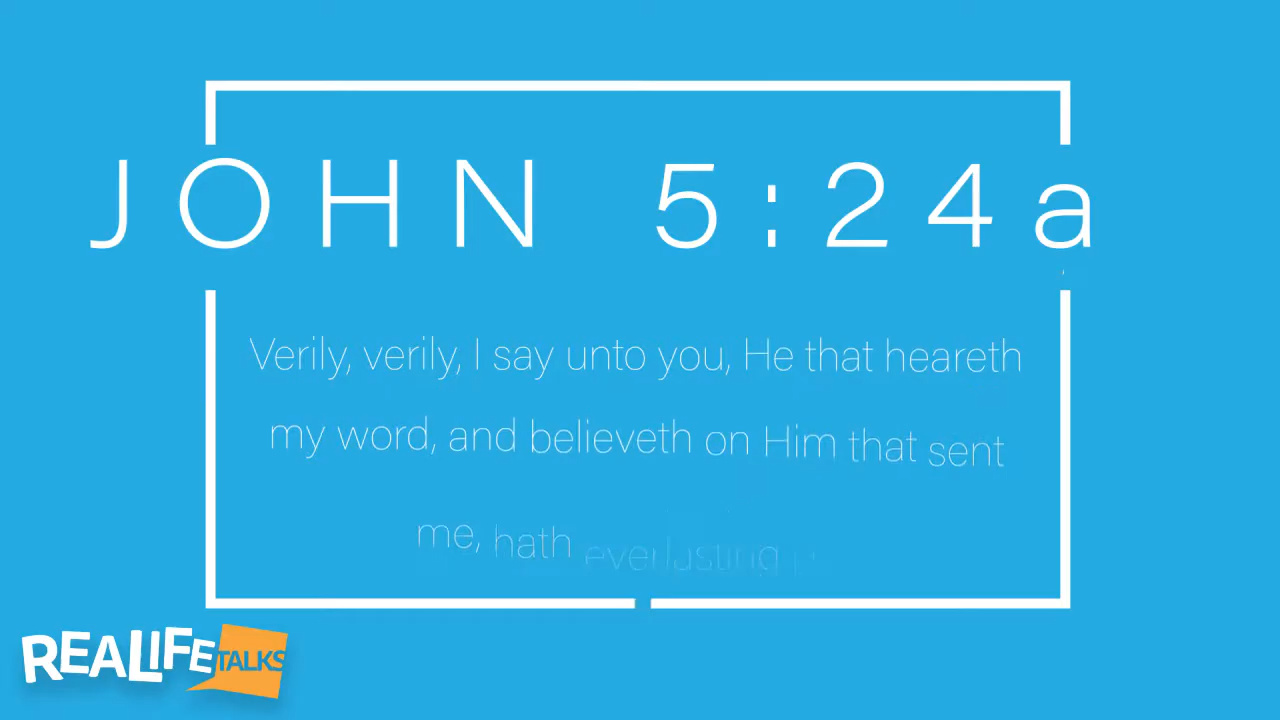 JOHN 5:24a
Verily, verily, I say unto you, He that heareth
my word, and believeth on Him that sent
me, hath everlasting
REALIFE TALKS